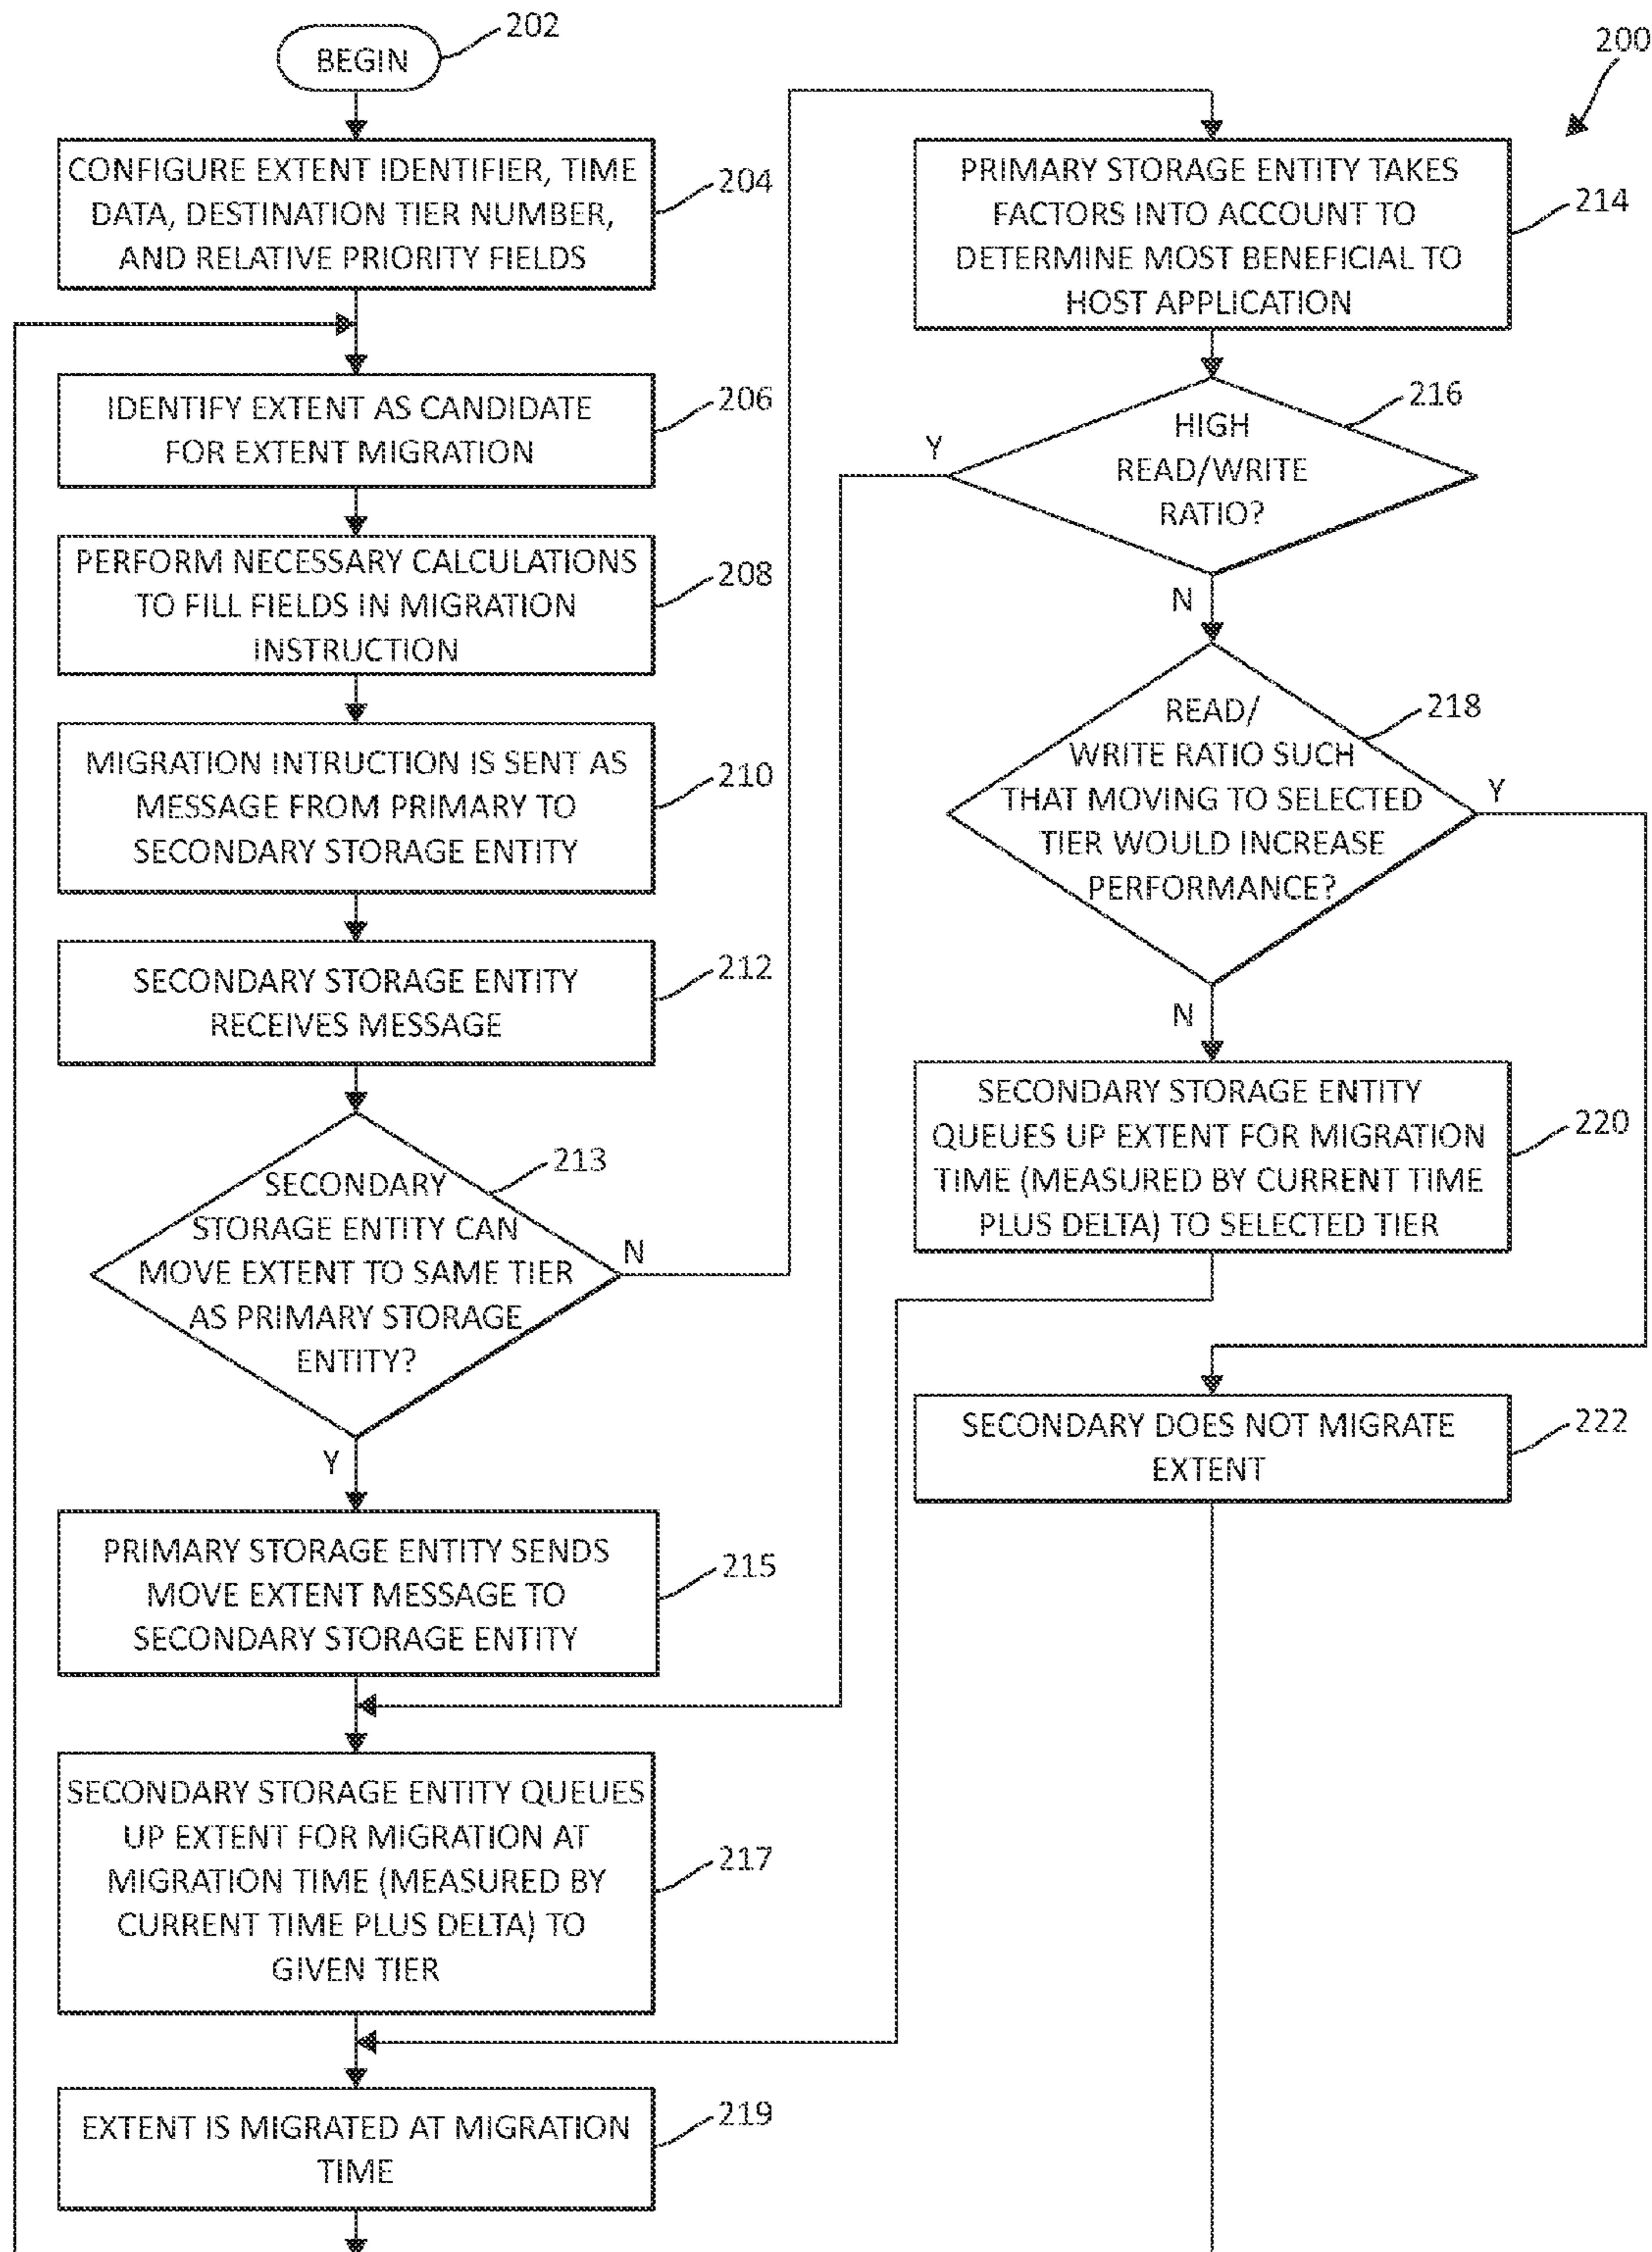 202
BEGIN
CONFIGURE EXTENT IDENTIFIER, TIME
DATA, DESTINATION TIER NUMBER,
AND RELATIVE PRIORITY FIELDS
204
IDENTIFY EXTENT AS CANDIDATE
FOR EXTENT MIGRATION
206
PERFORM NECESSARY CALCULATIONS
TO FILL FIELDS IN MIGRATION
INSTRUCTION
208
MIGRATION INTRUCTION IS SENT AS
MESSAGE FROM PRIMARY TO
SECONDARY STORAGE ENTITY
210
SECONDARY STORAGE ENTITY
RECEIVES MESSAGE
212
213
SECONDARY
STORAGE ENTITY CAN
MOVE EXTENT TO SAME TIER
AS PRIMARY STORAGE
ENTITY?
N
Y
PRIMARY STORAGE ENTITY SENDS
MOVE EXTENT MESSAGE TO
SECONDARY STORAGE ENTITY
215
SECONDARY STORAGE ENTITY QUEUES
UP EXTENT FOR MIGRATION AT
MIGRATION TIME (MEASURED BY
CURRENT TIME PLUS DELTA) TO
GIVEN TIER
217
EXTENT IS MIGRATED AT MIGRATION
TIME
219
200
PRIMARY STORAGE ENTITY TAKES
FACTORS INTO ACCOUNT TO
DETERMINE MOST BENEFICIAL TO
HOST APPLICATION
214
216
HIGH
READ/WRITE
RATIO?
Y
N
218
READ/
WRITE RATIO SUCH
THAT MOVING TO SELECTED
TIER WOULD INCREASE
PERFORMANCE?
Y
N
SECONDARY STORAGE ENTITY
QUEUES UP EXTENT FOR MIGRATION
TIME (MEASURED BY CURRENT TIME
PLUS DELTA) TO SELECTED TIER
220
SECONDARY DOES NOT MIGRATE
EXTENT
222